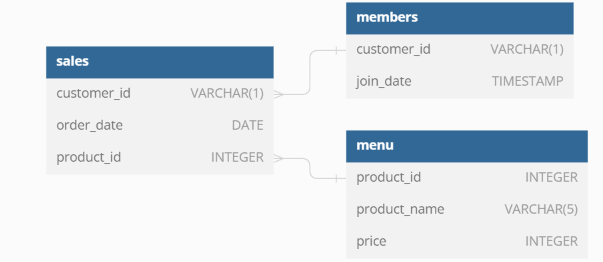 sales
customer_id VARCHAR(1)
order_date DATE
product_id INTEGER
members
customer_id VARCHAR(1)
join_date TIMESTAMP
menu
product_id INTEGER
product_name VARCHAR(5)
price INTEGER